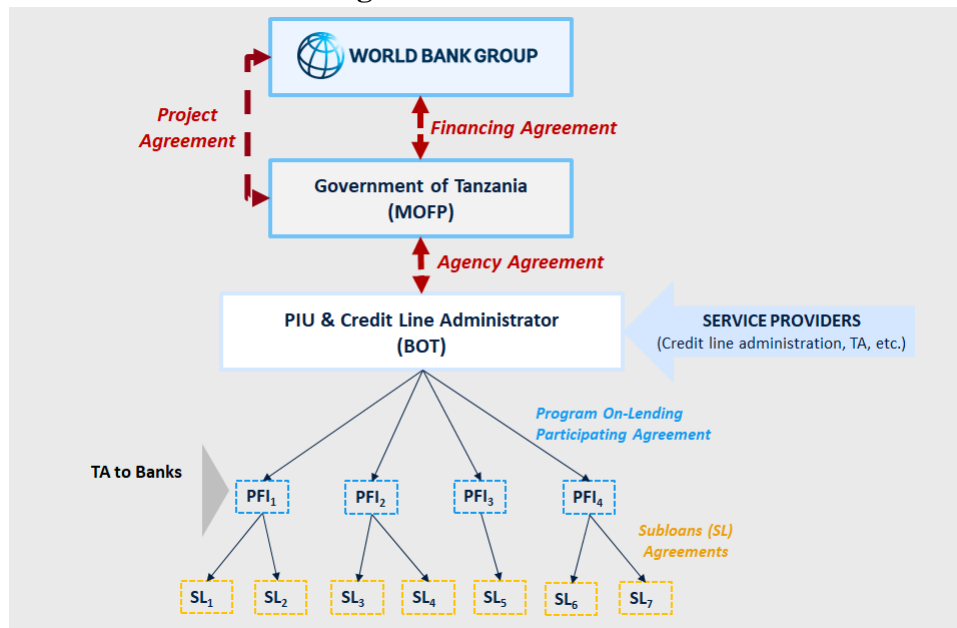 WORLD BANK GROUP
Project
Agreement
Financing Agreement
Government of Tanzania
(MOFP)
Agency Agreement
PIU & Credit Line Administrator
(BOT)
SERVICE PROVIDERS
(Credit line administration, TA, etc.)
Program On-Lending
Participating Agreement
TA to Banks
PFI₁
PFI₂
PFI₃
PFI₄
Subloans (SL)
Agreements
SL₁
SL₂
SL₃
SL₄
SL₅
SL₆
SL₇